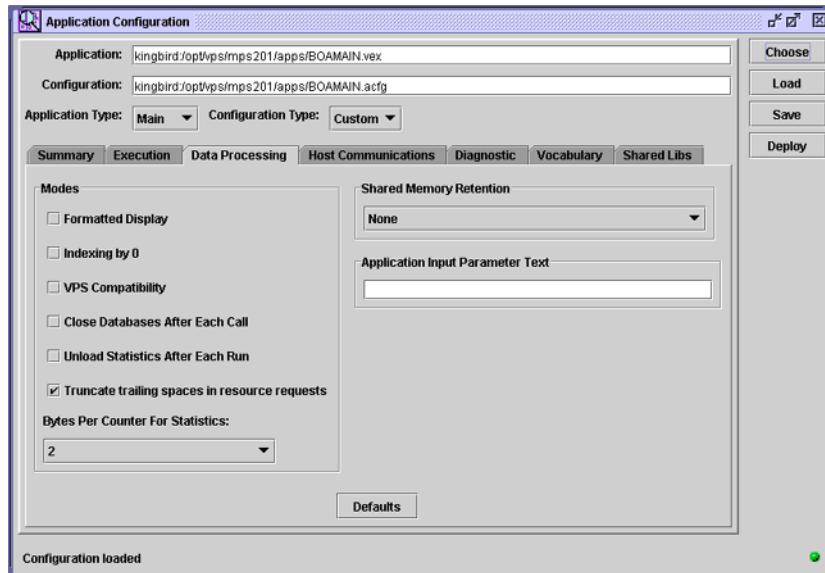 Application Configuration
Application: kingbird:/opt/vps/mps201/apps/BOAMAIN.vex
Choose
Configuration: kingbird:/opt/vps/mps201/apps/BOAMAIN.acfg
Load
Application Type: Main Configuration Type: Custom
Save
Deploy
Summary Execution Data Processing Host Communications Diagnostic Vocabulary Shared Libs
Modes
Formatted Display
Indexing by 0
VPS Compatibility
Close Databases After Each Call
Unload Statistics After Each Run
Truncate trailing spaces in resource requests
Bytes Per Counter For Statistics:
2
Shared Memory Retention
None
Application Input Parameter Text
Defaults
Configuration loaded